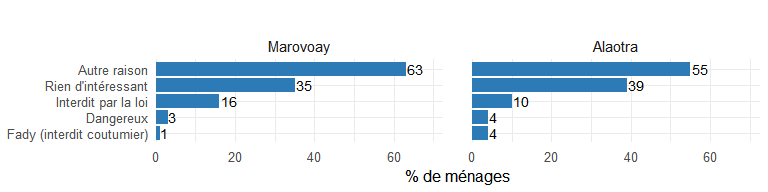 Marovoay Alaotra
Autre raison 63 55
Rien d'intéressant 35 39
Interdit par la loi 16 10
Dangereux 3 4
Fady (interdit coutumier) 1 4
0 20 40 60 0 20 40 60
% de ménages